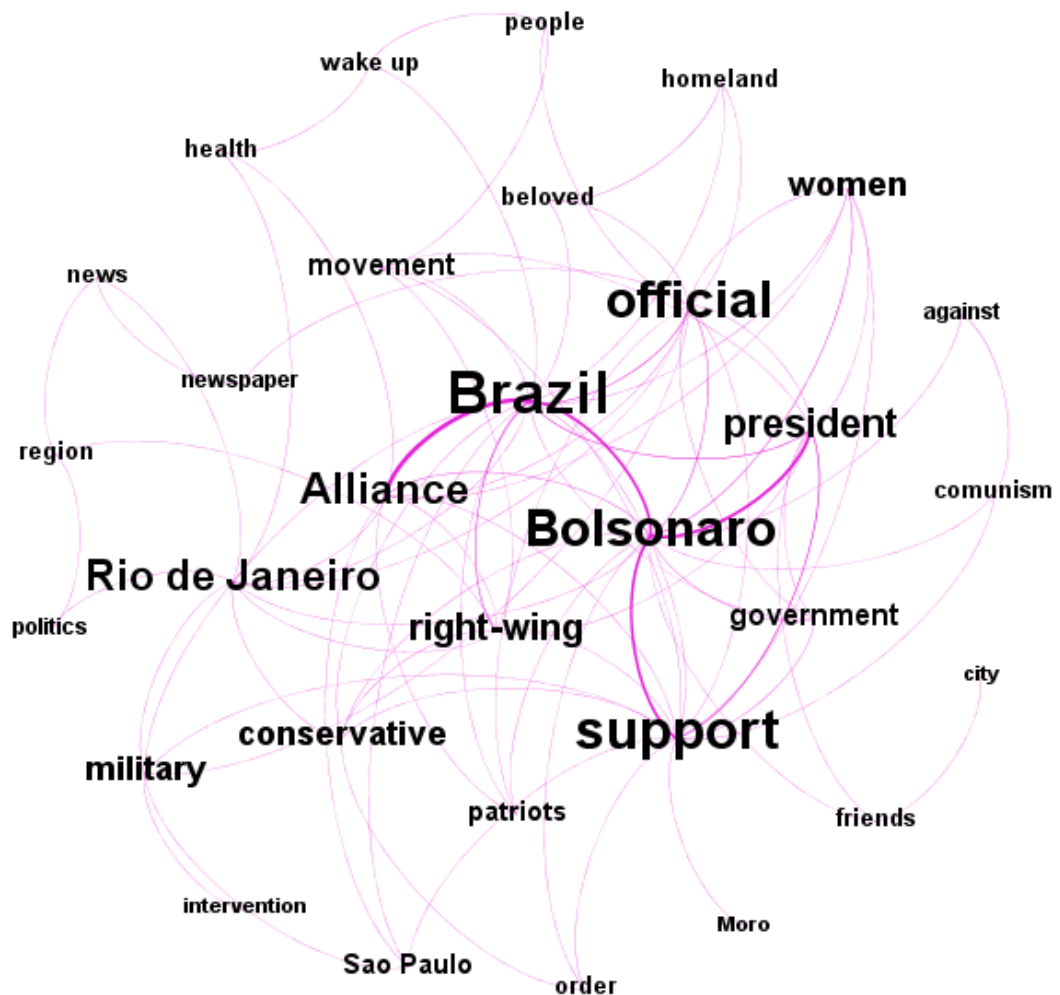 people
wake up
homeland
health
women
beloved
movement
news
official
against
newspaper
Brazil
president
region
Alliance
comunism
Bolsonaro
Rio de Janeiro
government
politics
right-wing
city
support
conservative
military
patriots
friends
intervention
Moro
Sao Paulo
order